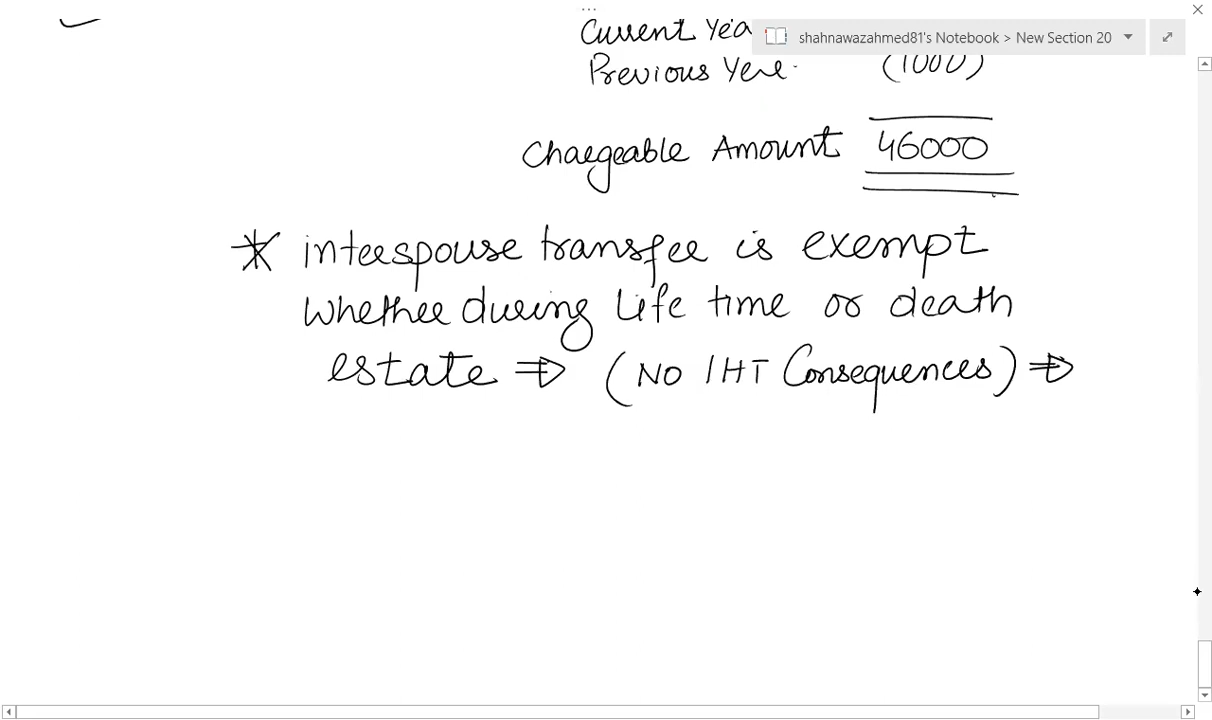 ...
shahnawazahmed81's Notebook > New Section 20
Current Yea
Previous Year (1000)
Chargeable Amount 46000
* interspouse transfer is exempt
whether during Life time or death
estate ⇒ (NO IHT Consequences) ⇒